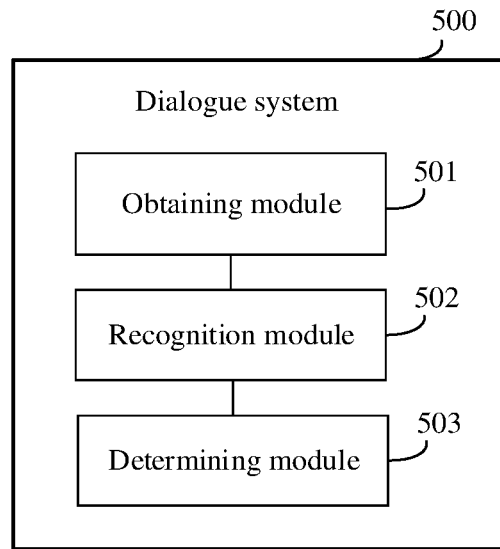 500
Dialogue system
501
Obtaining module
502
Recognition module
503
Determining module